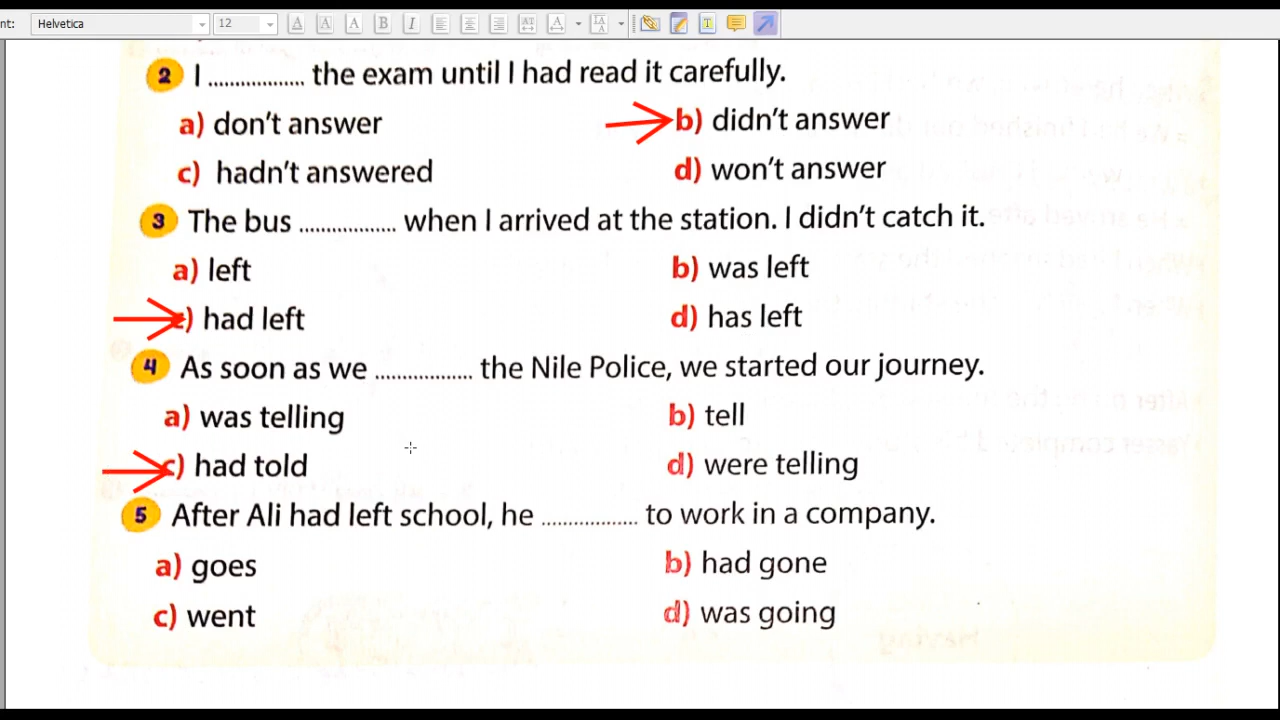 nt: Helvetica 12
2 I ................. the exam until I had read it carefully.
a) don't answer b) didn't answer
c) hadn't answered d) won't answer
3 The bus ................. when I arrived at the station. I didn't catch it.
a) left b) was left
c) had left d) has left
4 As soon as we ................. the Nile Police, we started our journey.
a) was telling b) tell
c) had told d) were telling
5 After Ali had left school, he ................. to work in a company.
a) goes b) had gone
c) went d) was going